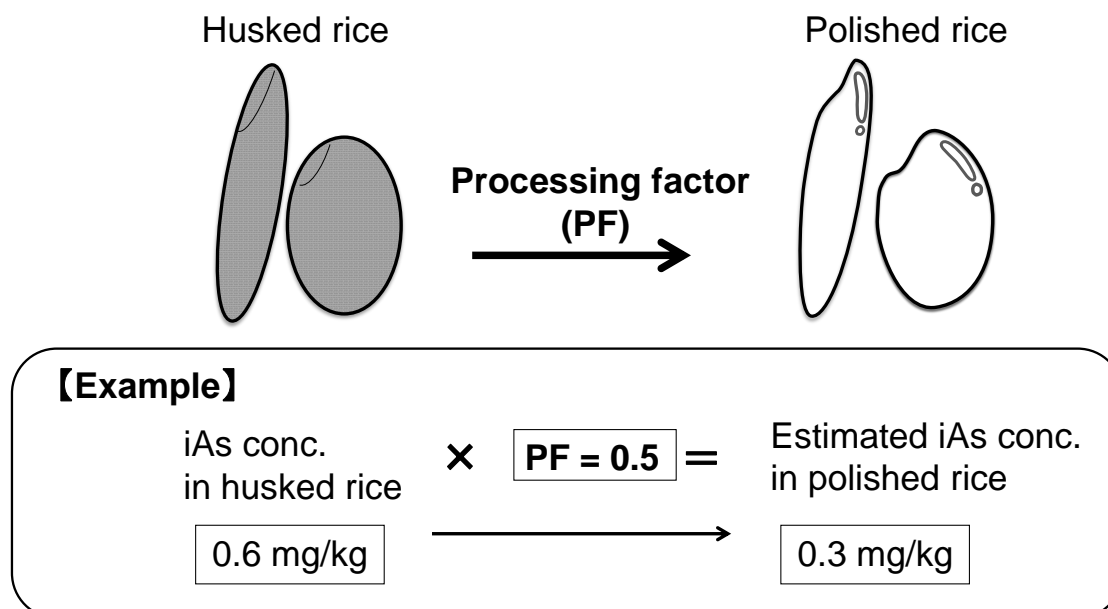 Husked rice
Polished rice
Processing factor
(PF)
【Example】
iAs conc.
in husked rice
× PF = 0.5 =
Estimated iAs conc.
in polished rice
0.6 mg/kg
0.3 mg/kg